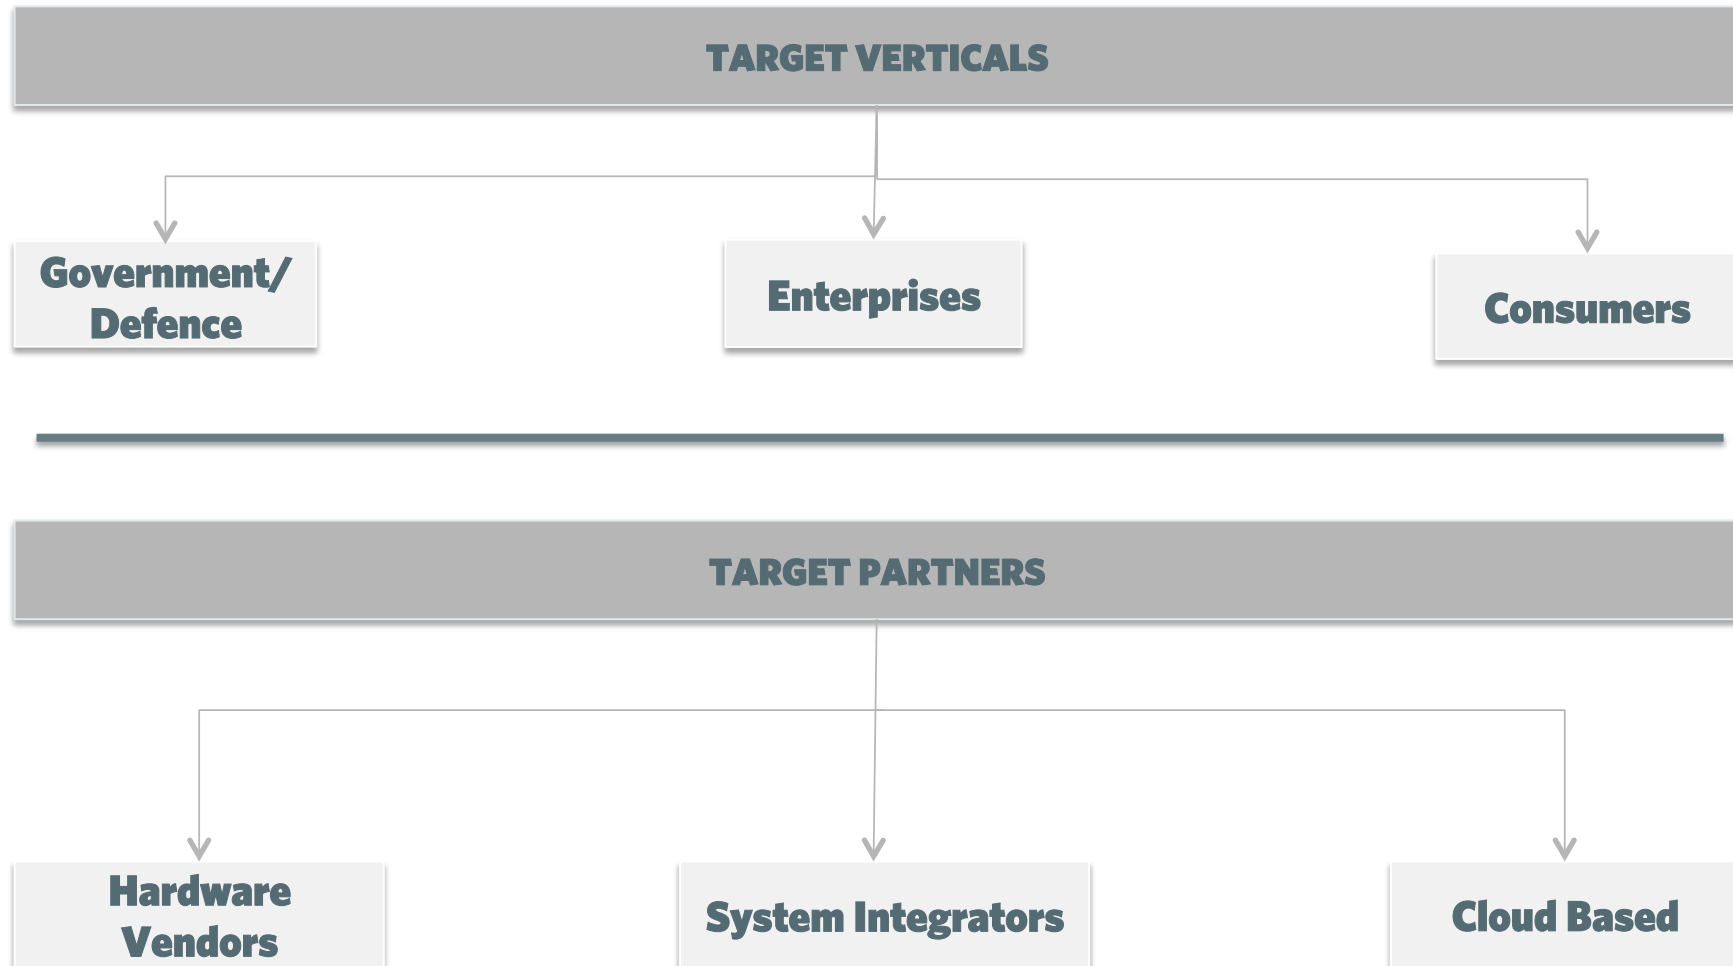 TARGET VERTICALS
Government/
Defence
Enterprises
Consumers
TARGET PARTNERS
Hardware
Vendors
System Integrators
Cloud Based